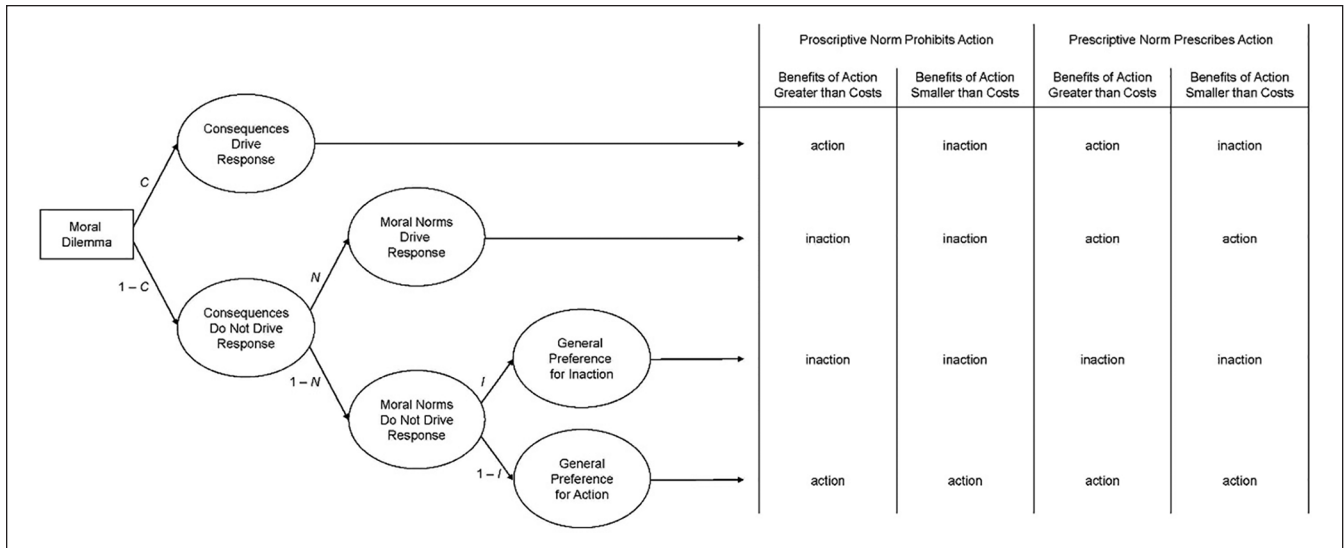 Proscriptive Norm Prohibits Action
Prescriptive Norm Prescribes Action
Benefits of Action
Greater than Costs
Benefits of Action
Smaller than Costs
Benefits of Action
Greater than Costs
Benefits of Action
Smaller than Costs
Consequences
Drive
Response
action
inaction
action
inaction
C
Moral
Dilemma
Moral Norms
Drive
Response
inaction
inaction
action
action
1 – C
N
Consequences
Do Not Drive
Response
General
Preference
for Inaction
inaction
inaction
inaction
inaction
1 – N
I
Moral Norms
Do Not Drive
Response
1 – I
General
Preference
for Action
action
action
action
action